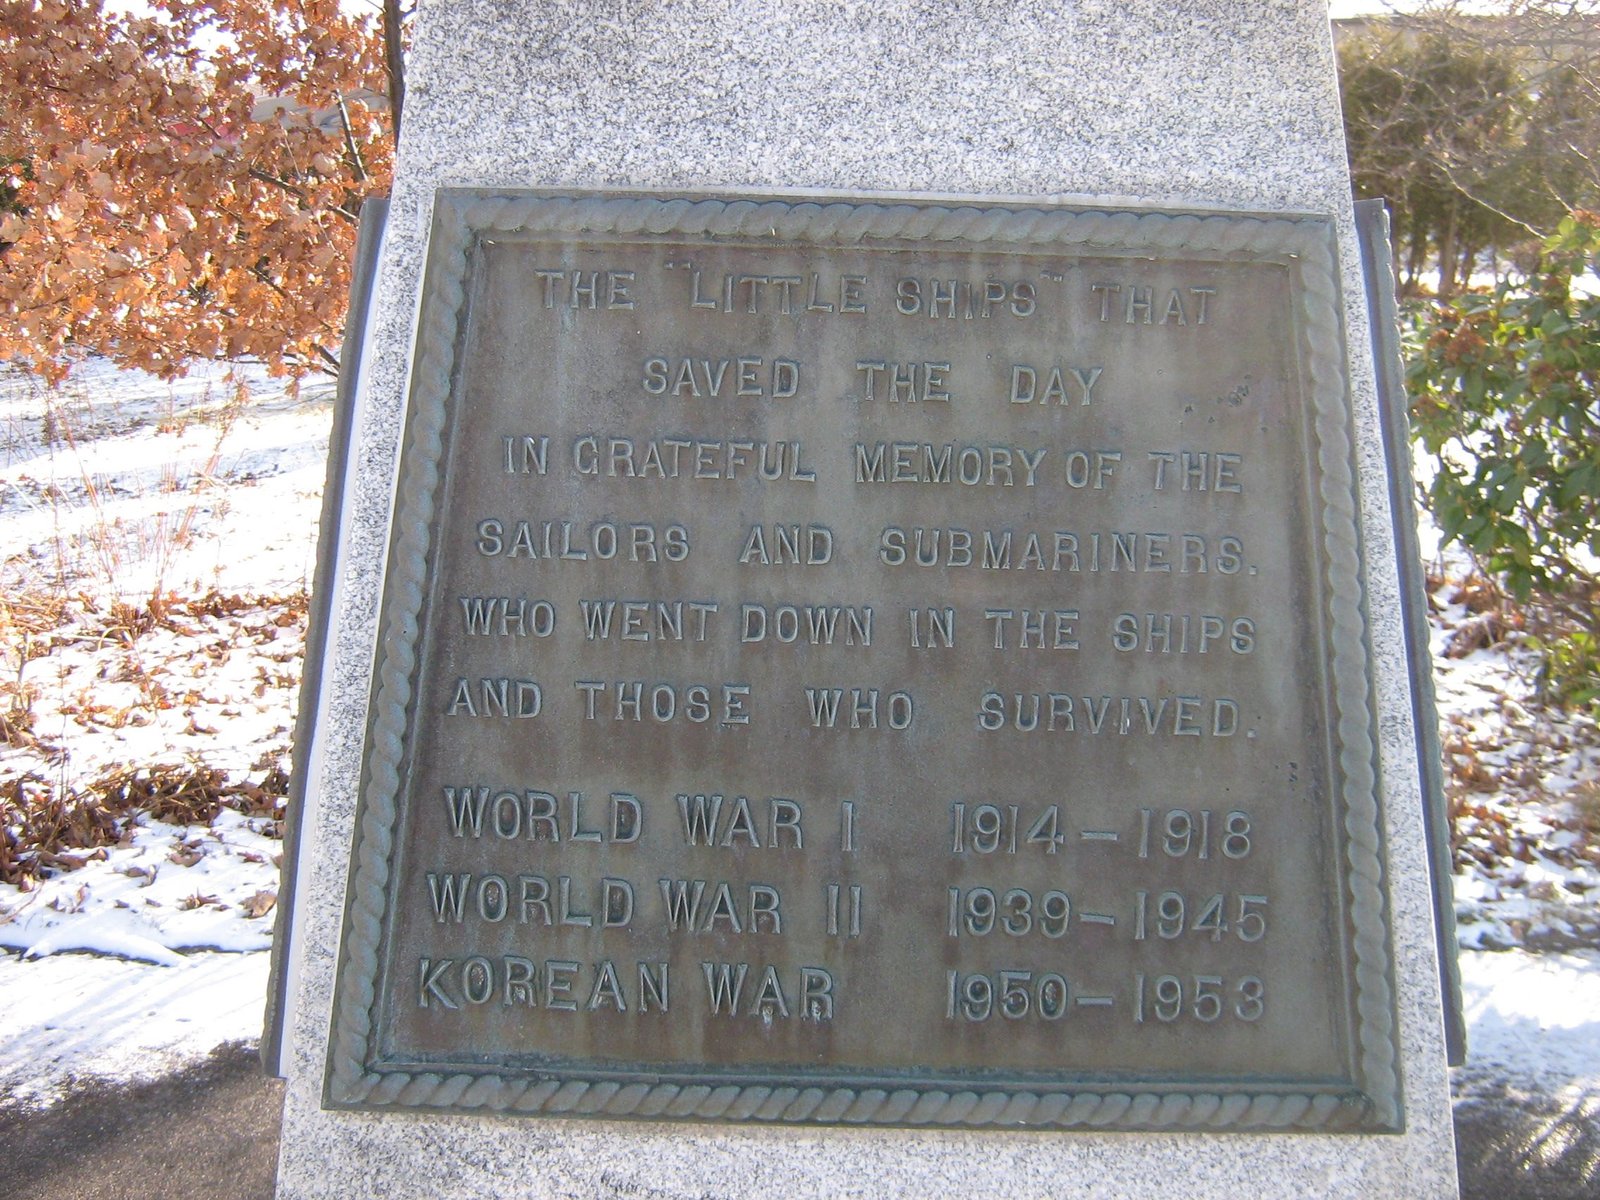 THE "LITTLE SHIPS" THAT
SAVED THE DAY
IN GRATEFUL MEMORY OF THE
SAILORS AND SUBMARINERS.
WHO WENT DOWN IN THE SHIPS
AND THOSE WHO SURVIVED.
WORLD WAR I 1914 – 1918
WORLD WAR II 1939 – 1945
KOREAN WAR 1950 – 1953